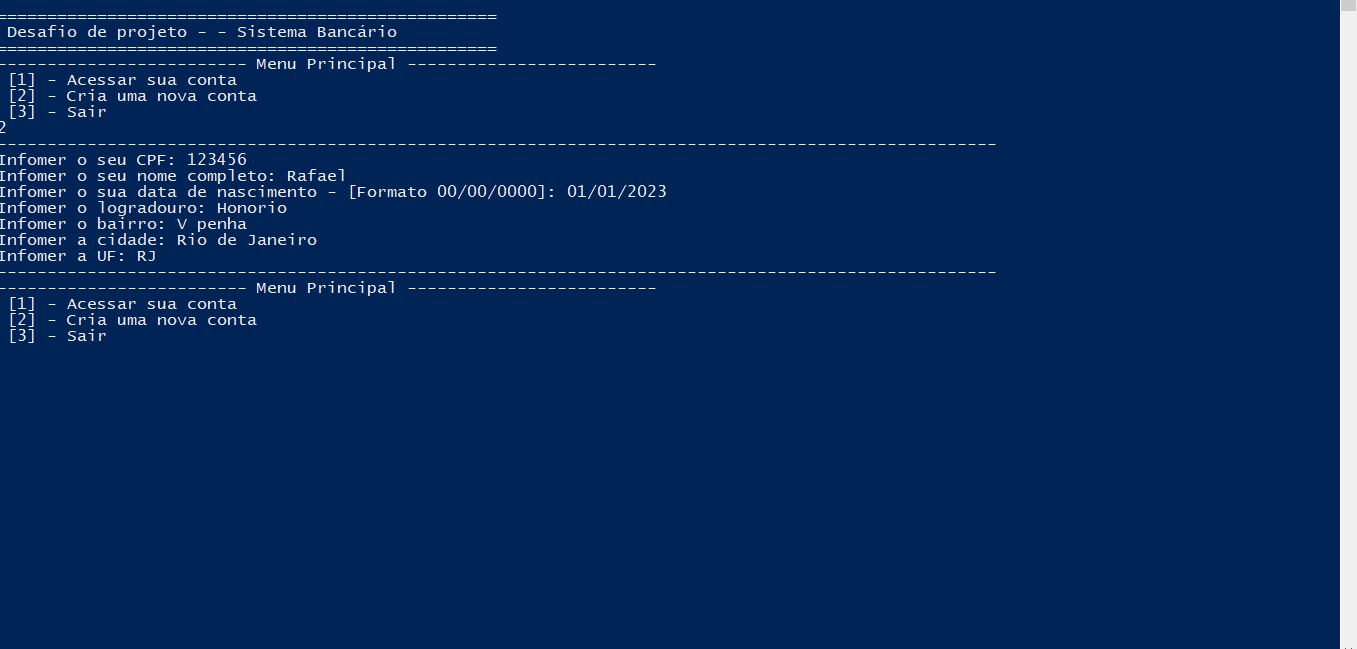 ==================================================
Desafio de projeto - - Sistema Bancário
==================================================
------------------------- Menu Principal -------------------------
[1] - Acessar sua conta
[2] - Cria uma nova conta
[3] - Sair
2
----------------------------------------------------------------------------------------------------
Infomer o seu CPF: 123456
Infomer o seu nome completo: Rafael
Infomer o sua data de nascimento - [Formato 00/00/0000]: 01/01/2023
Infomer o logradouro: Honorio
Infomer o bairro: V penha
Infomer a cidade: Rio de Janeiro
Infomer a UF: RJ
----------------------------------------------------------------------------------------------------
------------------------- Menu Principal -------------------------
[1] - Acessar sua conta
[2] - Cria uma nova conta
[3] - Sair